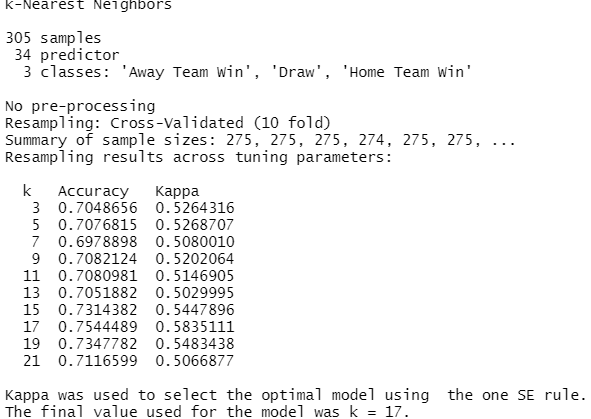 k-Nearest Neighbors
305 samples
34 predictor
3 classes: 'Away Team Win', 'Draw', 'Home Team Win'
No pre-processing
Resampling: Cross-Validated (10 fold)
Summary of sample sizes: 275, 275, 275, 274, 275, 275, ...
Resampling results across tuning parameters:
k Accuracy Kappa
3 0.7048656 0.5264316
5 0.7076815 0.5268707
7 0.6978898 0.5080010
9 0.7082124 0.5202064
11 0.7080981 0.5146905
13 0.7051882 0.5029995
15 0.7314382 0.5447896
17 0.7544489 0.5835111
19 0.7347782 0.5483438
21 0.7116599 0.5066877
Kappa was used to select the optimal model using the one SE rule.
The final value used for the model was k = 17.